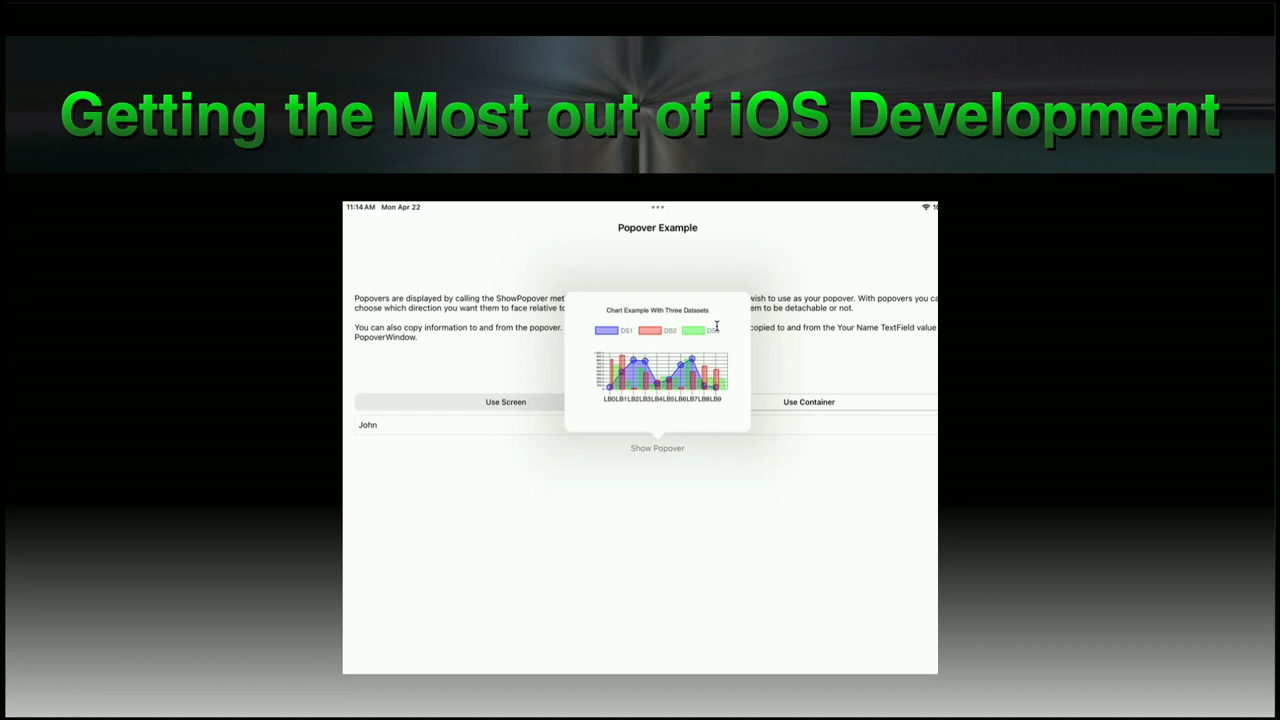 Getting the Most out of iOS Development
11:14 AM Mon Apr 22
Popover Example
Popovers are displayed by calling the ShowPopover wish to use as your popover. With popovers you
choose which direction you want them to face relative to to be detachable or not.
You can also copy information to and from the popover. copied to and from the Your Name TextField value
PopoverWindow.
Chart Example With Three Datasets
DS1 DS2
LB0LB1LB2LB3LB4LB5LB6LB7LB8LB9
Use Screen Use Container
John
Show Popover